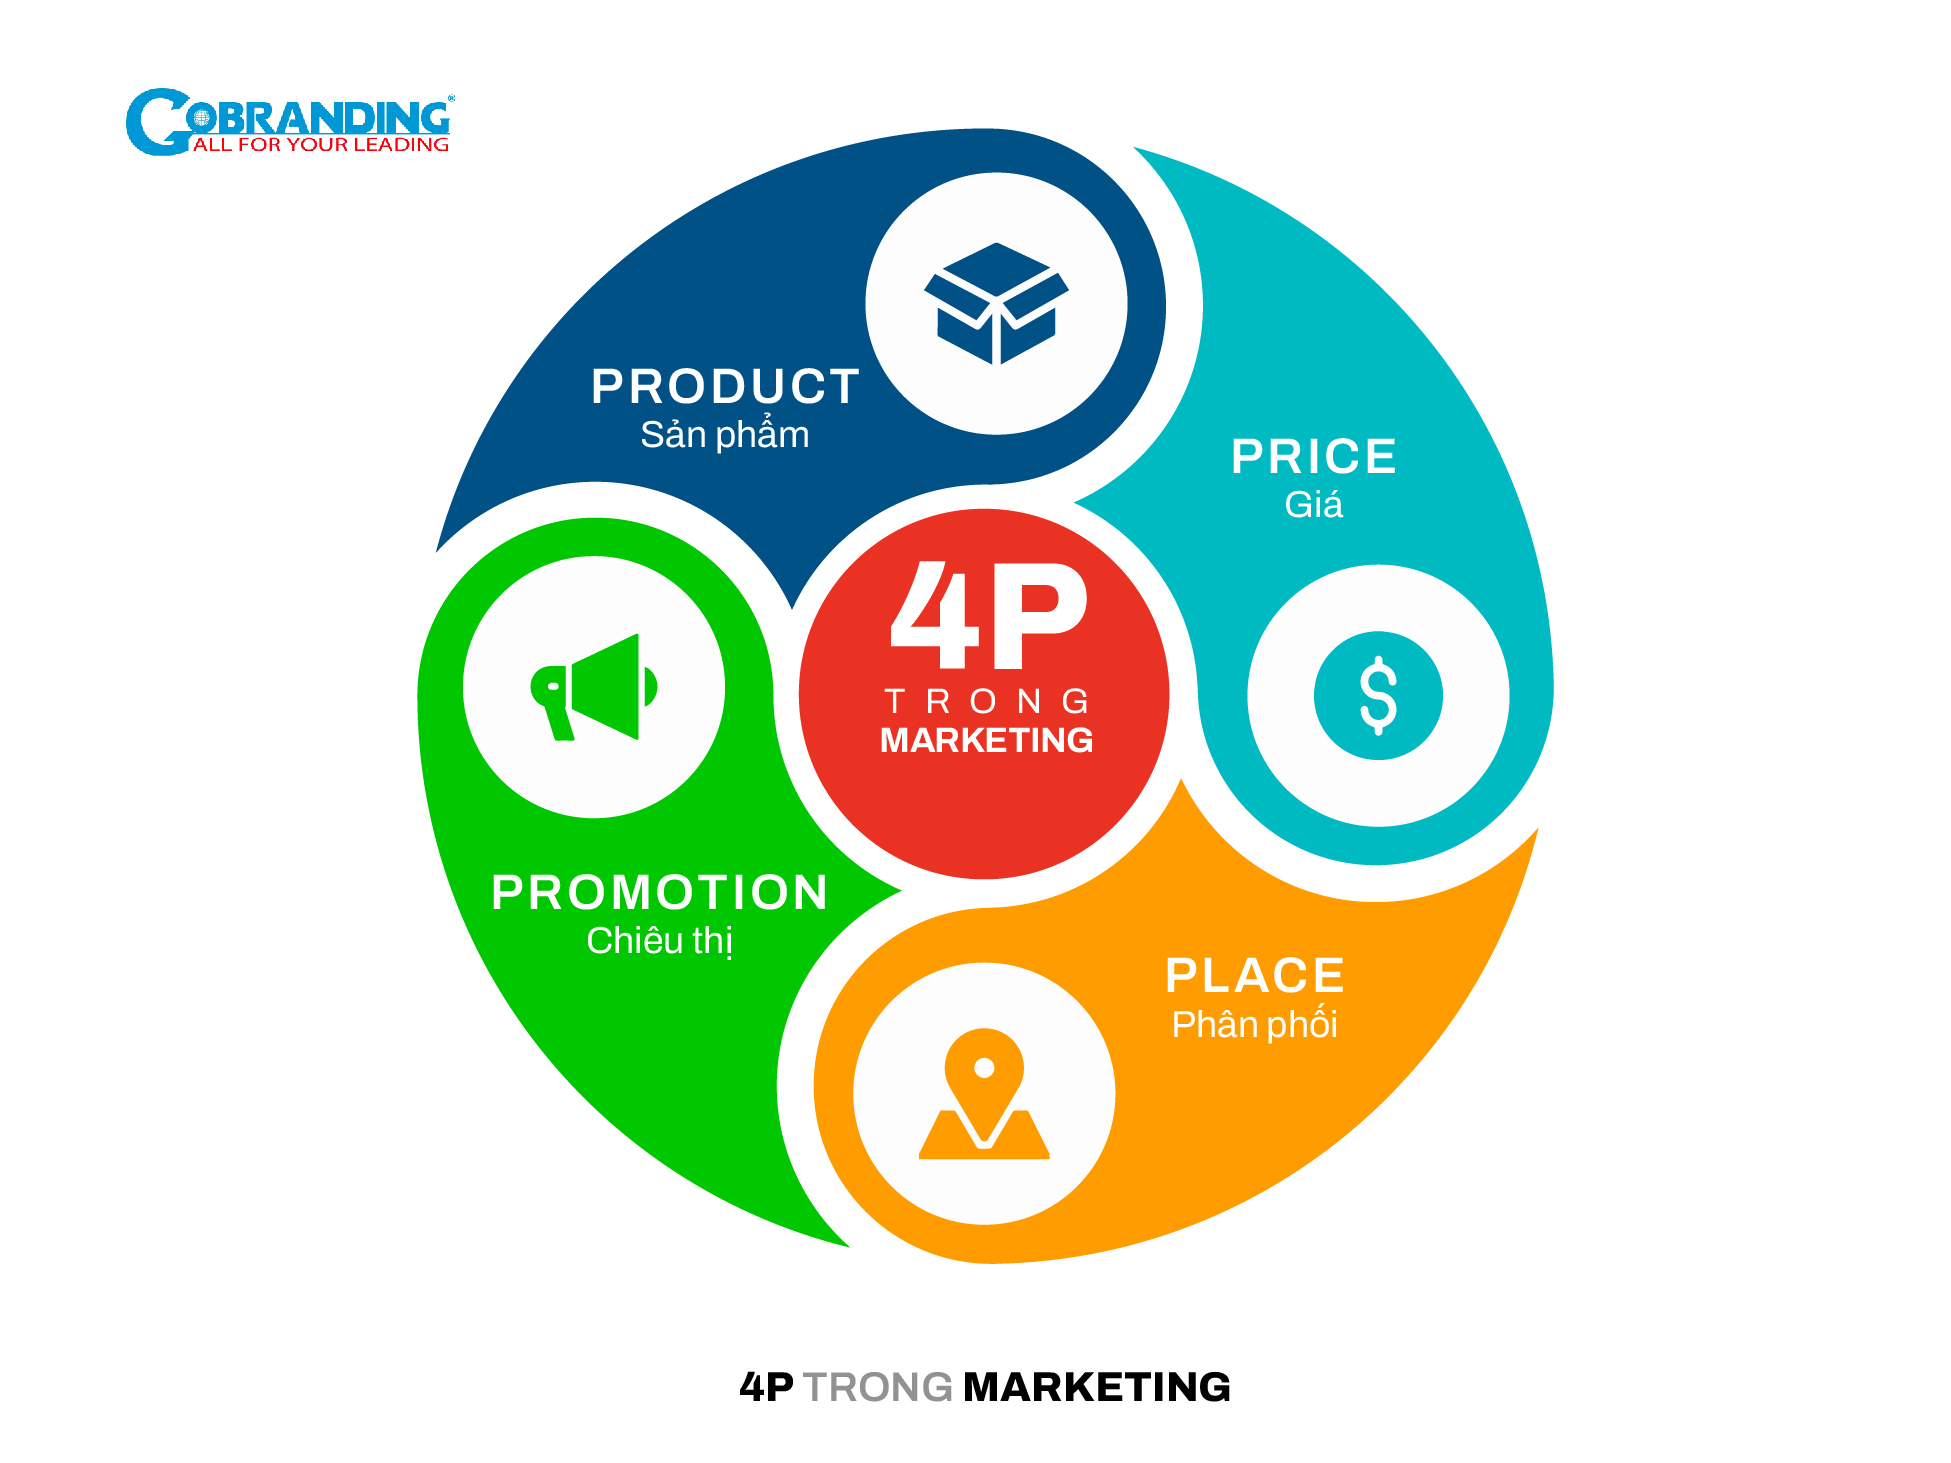 GOBRANDING®
ALL FOR YOUR LEADING
PRODUCT
Sản phẩm
PRICE
Giá
4P
TRONG
MARKETING
PROMOTION
Chiêu thị
PLACE
Phân phối
4P TRONG MARKETING